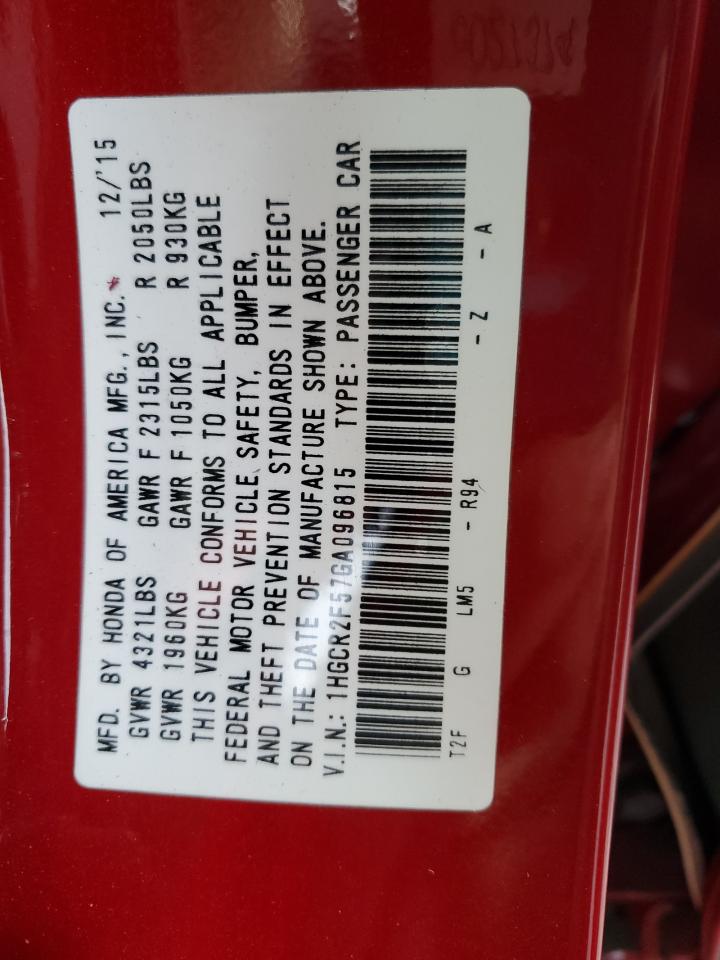 MFD. BY HONDA OF AMERICA MFG., INC. 12/'15
GVWR 4321LBS GAWR F 2315LBS R 2050LBS
GVWR 1960KG GAWR F 1050KG R 930KG
THIS VEHICLE CONFORMS TO ALL APPLICABLE
FEDERAL MOTOR VEHICLE SAFETY, BUMPER,
AND THEFT PREVENTION STANDARDS IN EFFECT
ON THE DATE OF MANUFACTURE SHOWN ABOVE.
V.I.N.: 1HGCR2F57GA096815 TYPE: PASSENGER CAR
T2F G LM5 - R94 - Z - A